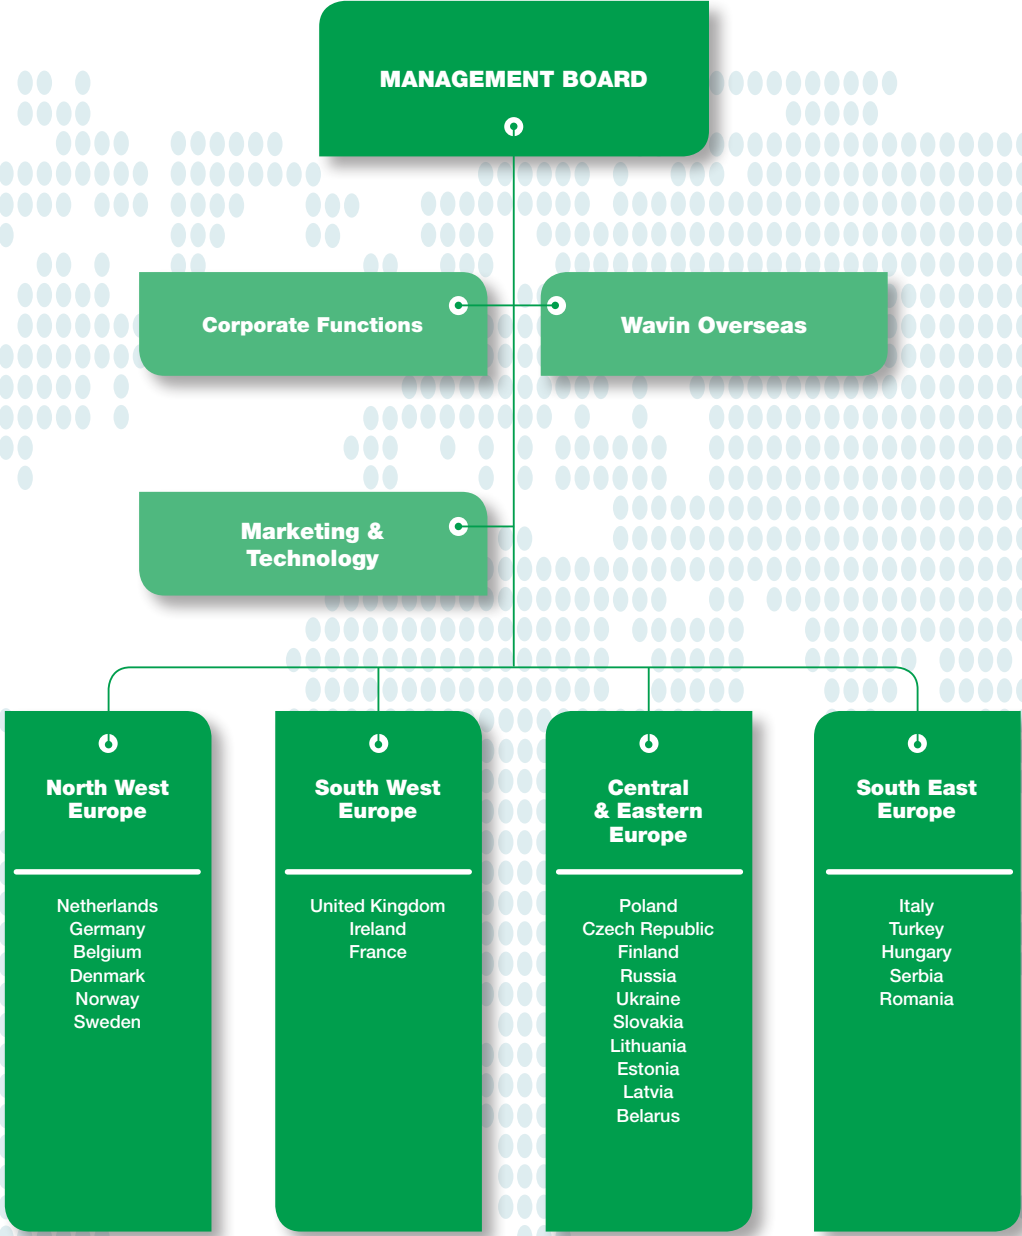 MANAGEMENT BOARD
Corporate Functions
Wavin Overseas
Marketing &
Technology
North West
Europe
Netherlands
Germany
Belgium
Denmark
Norway
Sweden
South West
Europe
United Kingdom
Ireland
France
Central
& Eastern
Europe
Poland
Czech Republic
Finland
Russia
Ukraine
Slovakia
Lithuania
Estonia
Latvia
Belarus
South East
Europe
Italy
Turkey
Hungary
Serbia
Romania